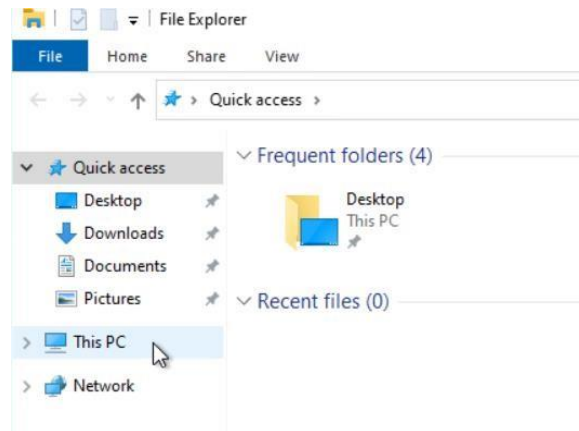 File Explorer
File Home Share View
Quick access
Quick access
Desktop
Downloads
Documents
Pictures
This PC
Network
Frequent folders (4)
Desktop
This PC
Recent files (0)